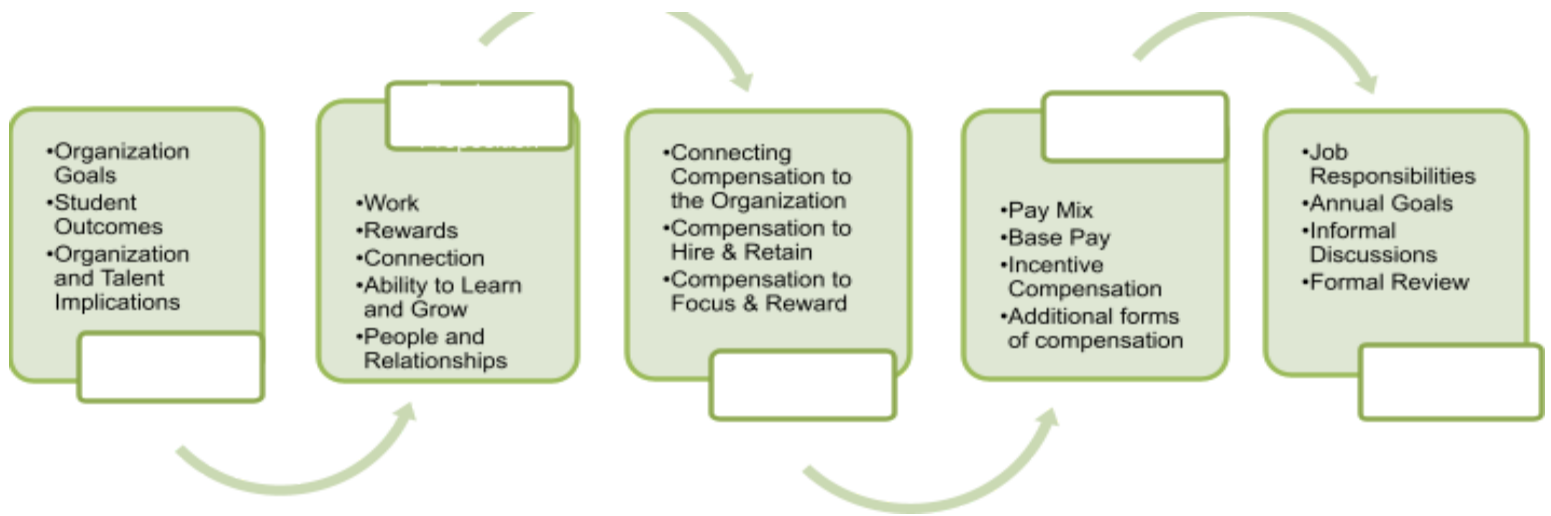 •Organization
Goals
•Student
Outcomes
•Organization
and Talent
Implications
•Work
•Rewards
•Connection
•Ability to Learn
and Grow
•People and
Relationships
•Connecting
Compensation to
the Organization
•Compensation to
Hire & Retain
•Compensation to
Focus & Reward
•Pay Mix
•Base Pay
•Incentive
Compensation
•Additional forms
of compensation
•Job
Responsibilities
•Annual Goals
•Informal
Discussions
•Formal Review